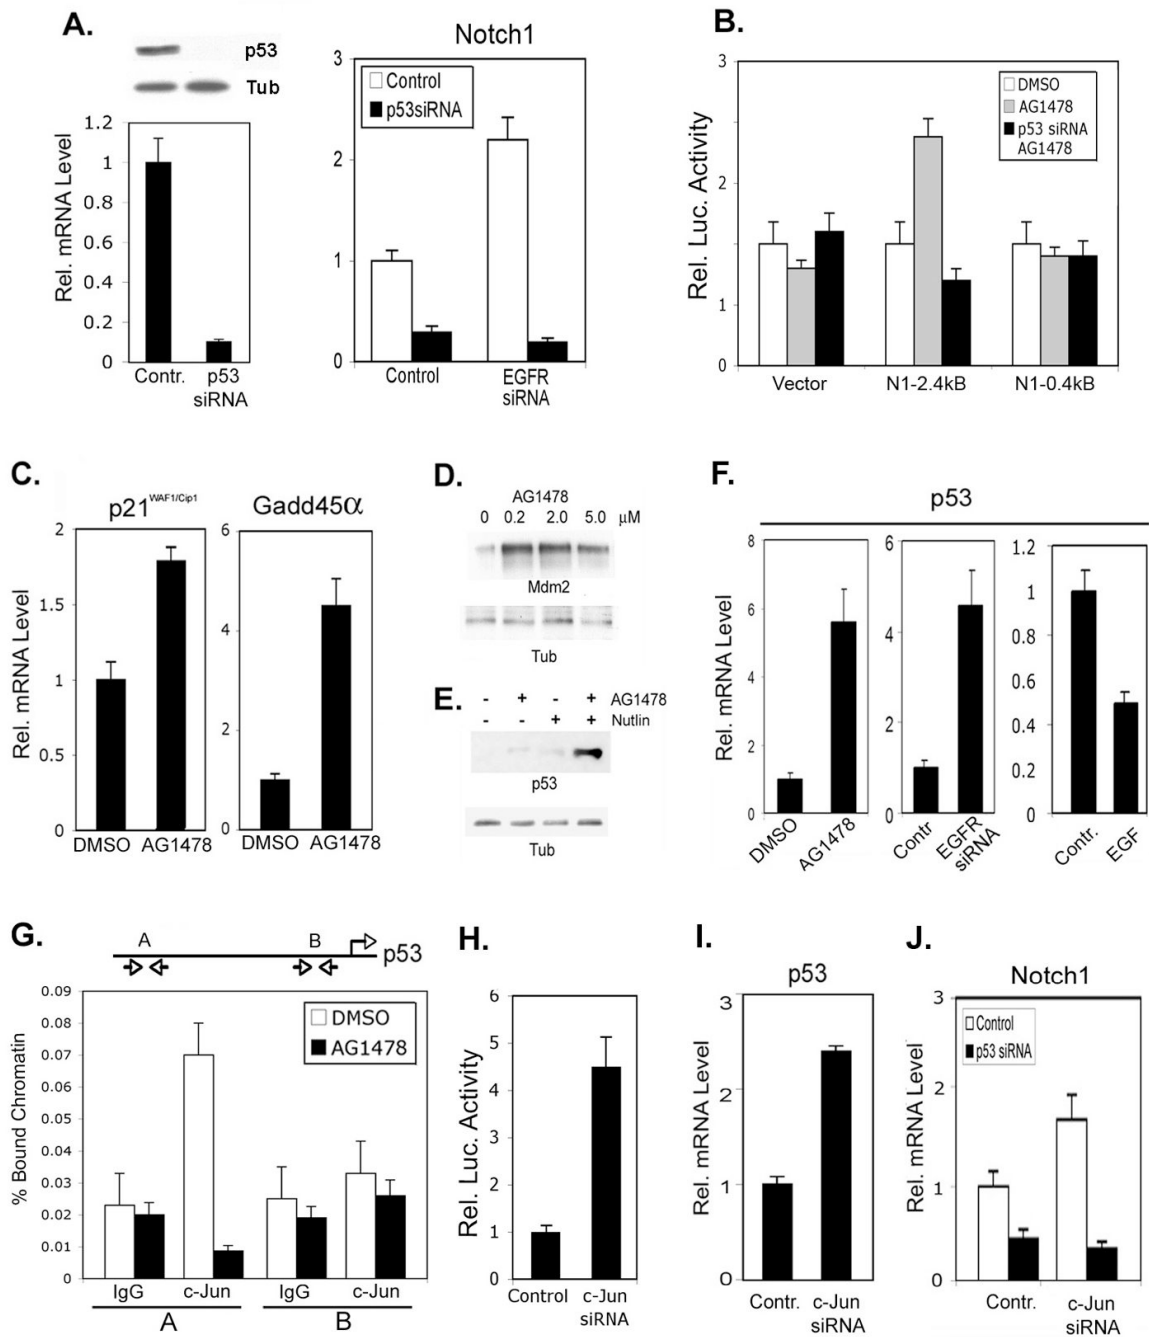 A.
p53
Tub
Rel. mRNA Level
1.2
1
0.8
0.6
0.4
0.2
0
Contr. p53
siRNA
Notch1
3
2
1
0
Control
p53siRNA
Control EGFR
siRNA
B.
Rel. Luc. Activity
3
2
1
0
DMSO
AG1478
p53 siRNA
AG1478
Vector N1-2.4kB N1-0.4kB
C.
p21WAF1/Cip1
Rel. mRNA Level
2
1.5
1
0.5
0
DMSO AG1478
Gadd45α
6
4
2
0
DMSO AG1478
D.
AG1478
0 0.2 2.0 5.0 μM
Mdm2
Tub
E.
- + - + AG1478
- - + + Nutlin
p53
Tub
F.
p53
Rel. mRNA Level
8
6
4
2
0
DMSO
AG1478
6
4
2
0
Contr
EGFR
siRNA
1.2
1
0.8
0.6
0.4
0.2
0
Contr.
EGF
G.
A B
p53
% Bound Chromatin
0.09
0.08
0.07
0.06
0.05
0.04
0.03
0.02
0.01
0
DMSO
AG1478
IgG c-Jun IgG c-Jun
A B
H.
Rel. Luc. Activity
6
5
4
3
2
1
0
Control c-Jun
siRNA
I.
p53
Rel. mRNA Level
3
2
1
0
Contr. c-Jun
siRNA
J.
Notch1
Rel. mRNA Level
3
2
1
0
Control
p53 siRNA
Contr. c-Jun
siRNA